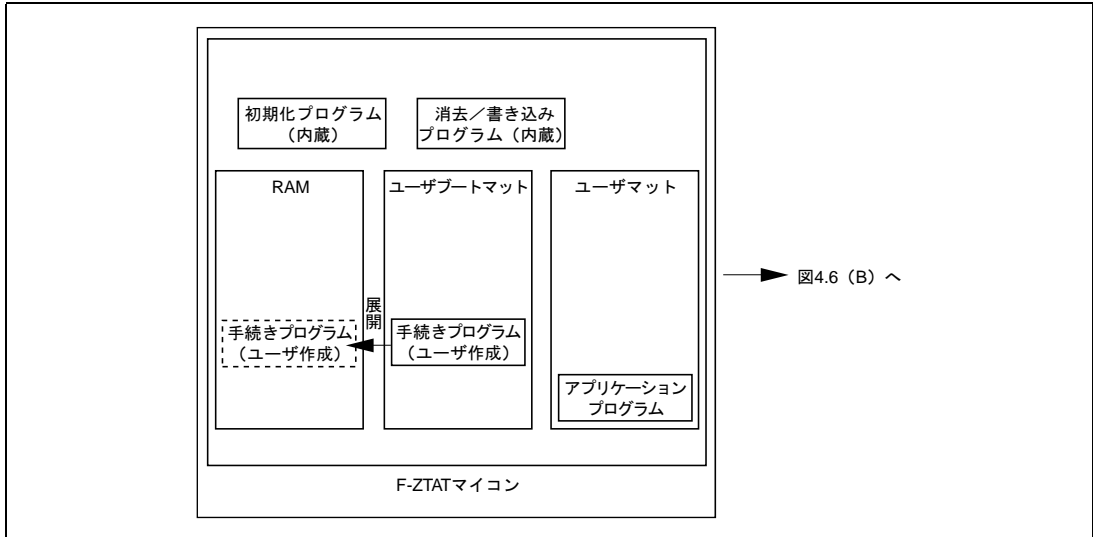 初期化プログラム
（内蔵）
消去／書き込み
プログラム（内蔵）
RAM
ユーザブートマット
ユーザマット
図4.6（B）へ
展開
手続きプログラム
（ユーザ作成）
手続きプログラム
（ユーザ作成）
アプリケーション
プログラム
F-ZTATマイコン